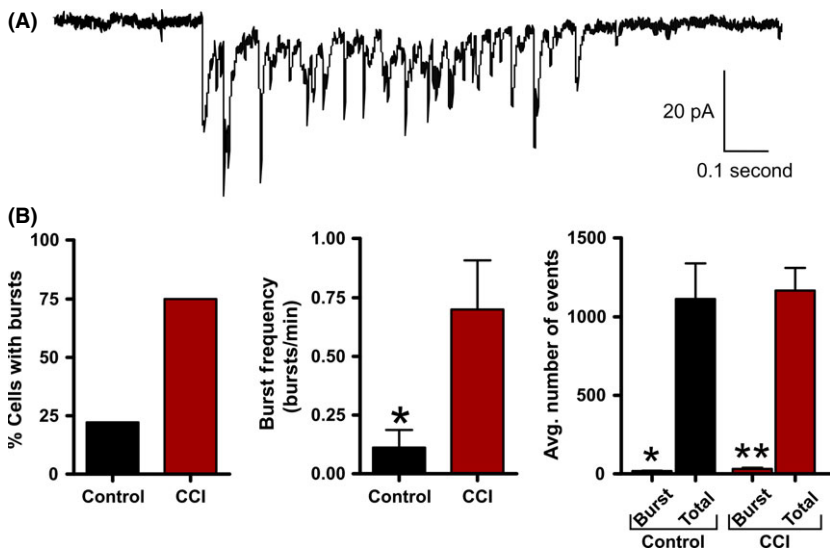 (A)
20 pA
0.1 second
(B)
% Cells with bursts
100
75
50
25
0
Control CCI
Burst frequency
(bursts/min)
1.00
0.75
0.50
0.25
0.00
*
Control CCI
Avg. number of events
1500
1000
500
0
* **
Burst Total Burst Total
Control CCI